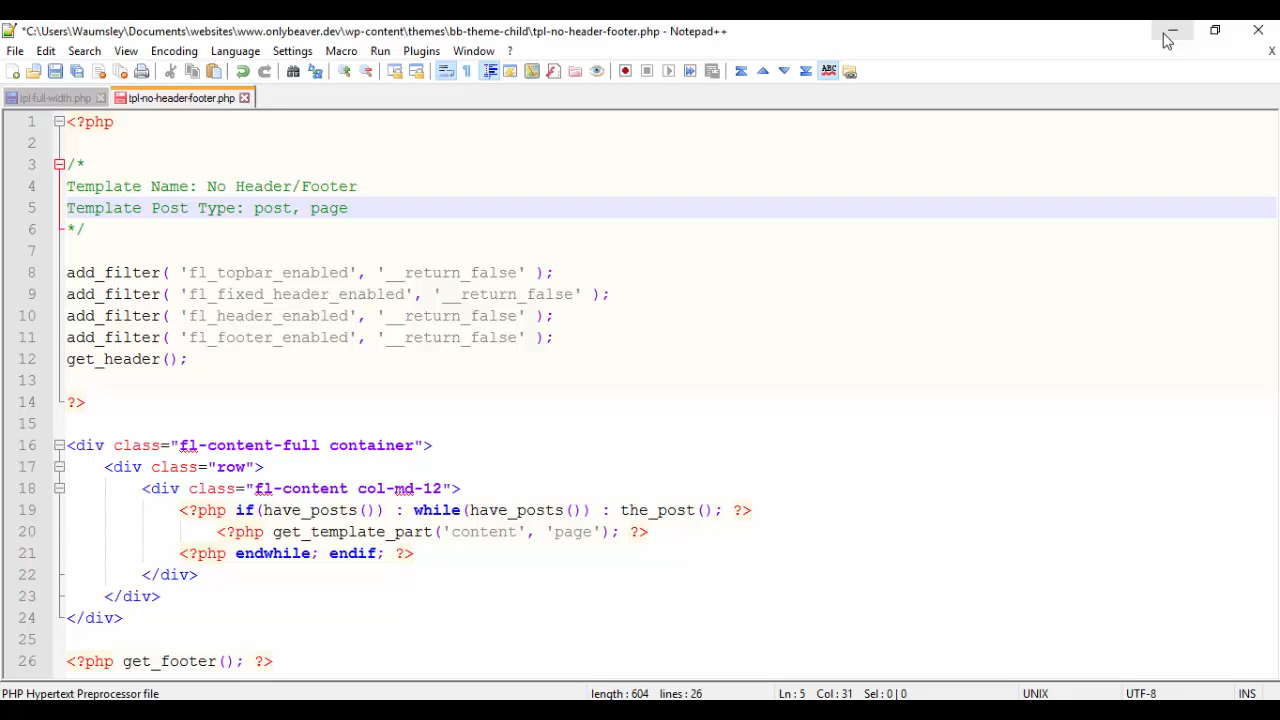 *C:\Users\Waumsley\Documents\websites\www.onlybeaver.dev\wp-content\themes\bb-theme-child\tpl-no-header-footer.php - Notepad++
File Edit Search View Encoding Language Settings Macro Run Plugins Window ? X
tpl-full-width.php tpl-no-header-footer.php
1 <?php
2
3 /*
4 Template Name: No Header/Footer
5 Template Post Type: post, page
6 */
7
8 add_filter( 'fl_topbar_enabled', '__return_false' );
9 add_filter( 'fl_fixed_header_enabled', '__return_false' );
10 add_filter( 'fl_header_enabled', '__return_false' );
11 add_filter( 'fl_footer_enabled', '__return_false' );
12 get_header();
13
14 ?>
15
16 <div class="fl-content-full container">
17 <div class="row">
18 <div class="fl-content col-md-12">
19 <?php if(have_posts()) : while(have_posts()) : the_post(); ?>
20 <?php get_template_part('content', 'page'); ?>
21 <?php endwhile; endif; ?>
22 </div>
23 </div>
24 </div>
25
26 <?php get_footer(); ?>
PHP Hypertext Preprocessor file length : 604 lines : 26 Ln : 5 Col : 31 Sel : 0 | 0 UNIX UTF-8 INS